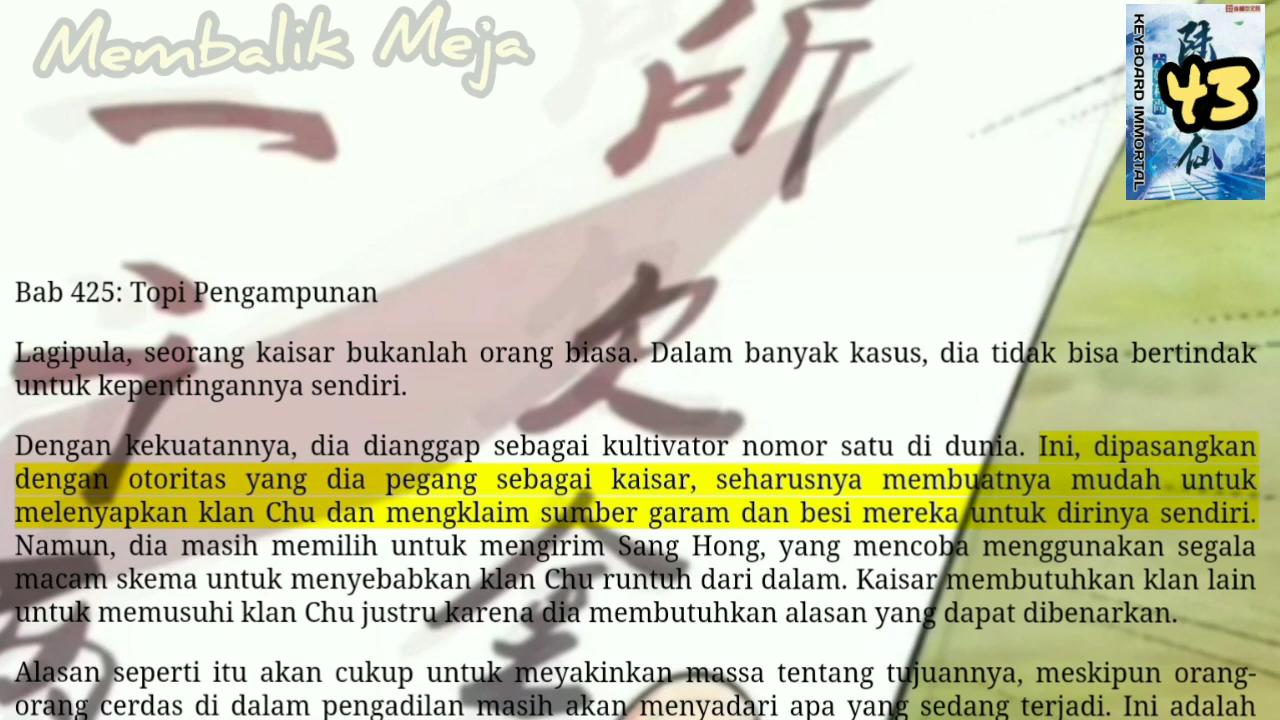 Membalik Meja
KEYBOARD IMMORTAL
43
仙
一
所
Bab 425: Topi Pengampunan
Lagipula, seorang kaisar bukanlah orang biasa. Dalam banyak kasus, dia tidak bisa bertindak
untuk kepentingannya sendiri.
Dengan kekuatannya, dia dianggap sebagai kultivator nomor satu di dunia. Ini, dipasangkan
dengan otoritas yang dia pegang sebagai kaisar, seharusnya membuatnya mudah untuk
melenyapkan klan Chu dan mengklaim sumber garam dan besi mereka untuk dirinya sendiri.
Namun, dia masih memilih untuk mengirim Sang Hong, yang mencoba menggunakan segala
macam skema untuk menyebabkan klan Chu runtuh dari dalam. Kaisar membutuhkan klan lain
untuk memusuhi klan Chu justru karena dia membutuhkan alasan yang dapat dibenarkan.
Alasan seperti itu akan cukup untuk meyakinkan massa tentang tujuannya, meskipun orang-
orang cerdas di dalam pengadilan masih akan menyadari apa yang sedang terjadi. Ini adalah